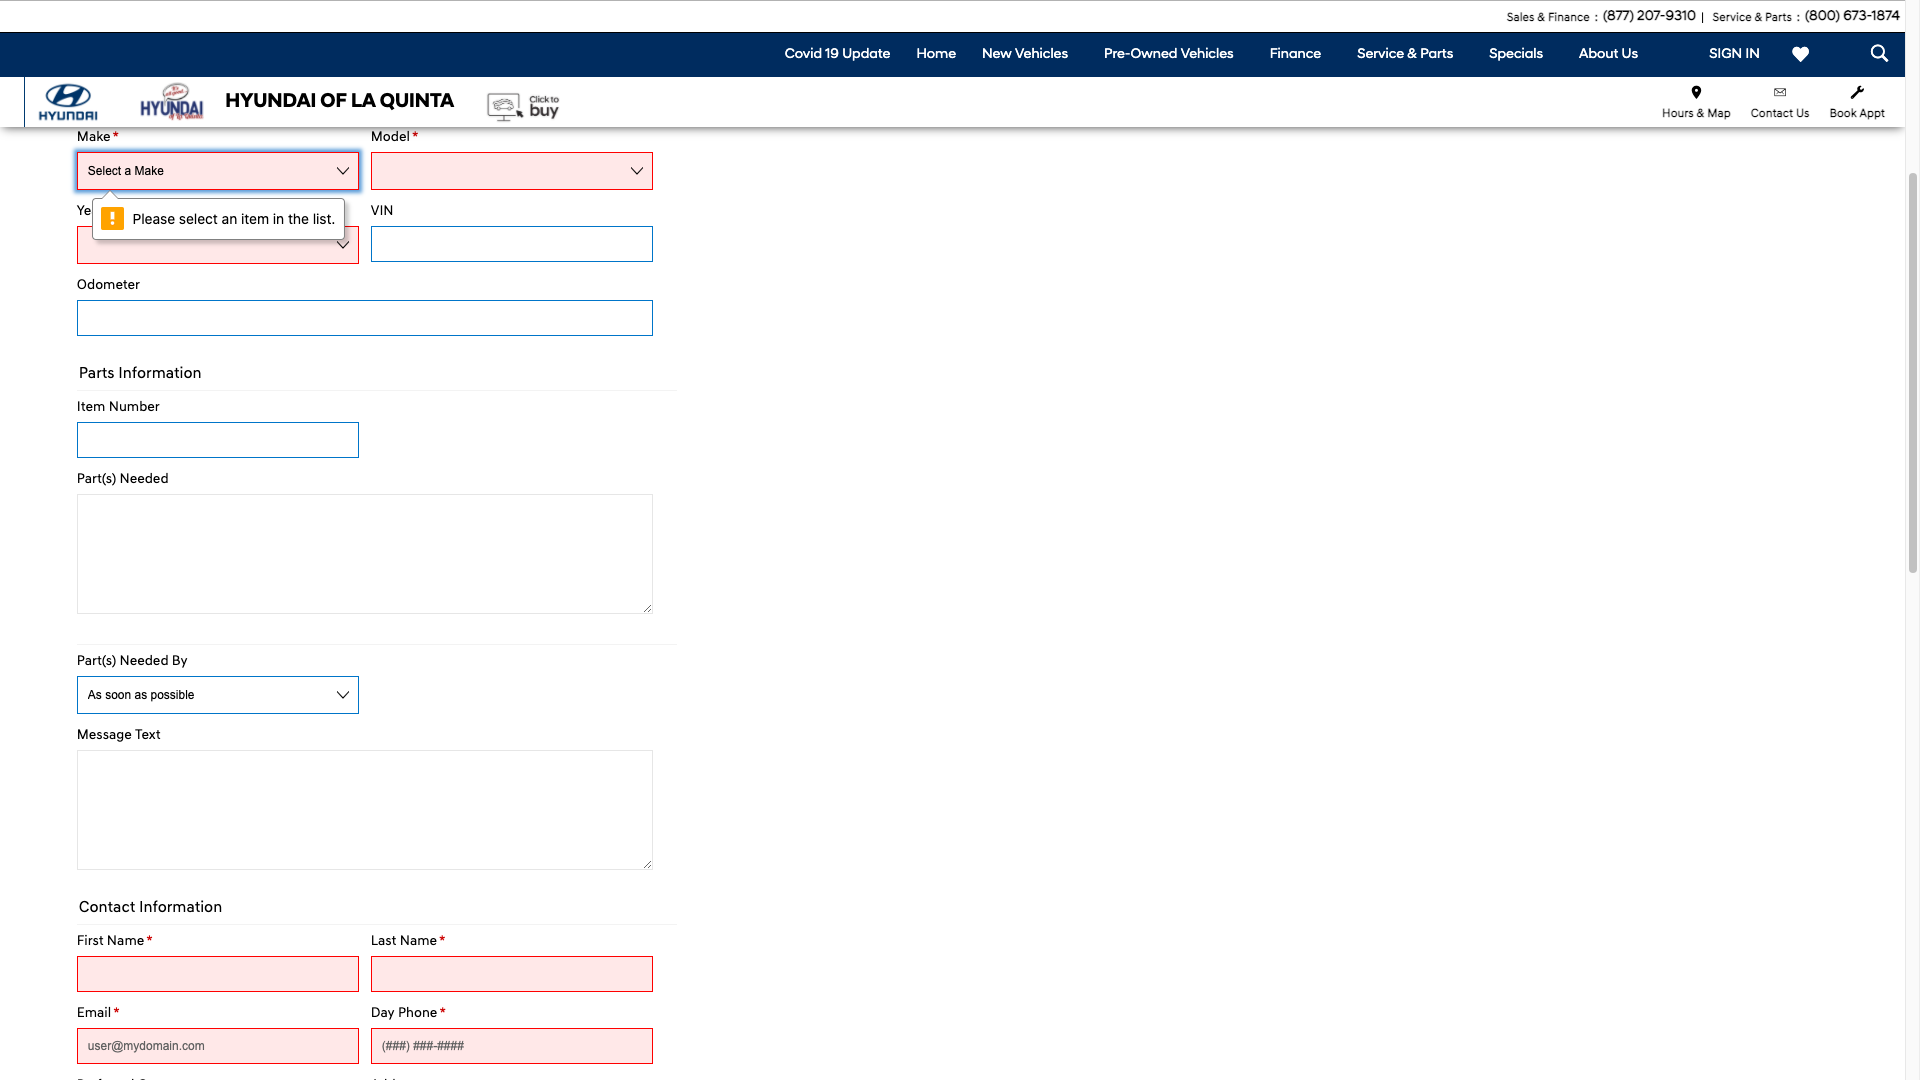 Sales & Finance : (877) 207-9310 | Service & Parts : (800) 673-1874
Covid 19 Update Home New Vehicles Pre-Owned Vehicles Finance Service & Parts Specials About Us SIGN IN
HYUNDAI
HYUNDAI
HYUNDAI OF LA QUINTA
Click to
buy
Hours & Map Contact Us Book Appt
Make* Model*
Select a Make
Please select an item in the list.
Ye VIN
Odometer
Parts Information
Item Number
Part(s) Needed
Part(s) Needed By
As soon as possible
Message Text
Contact Information
First Name* Last Name*
Email* Day Phone*
user@mydomain.com (###) ###-####